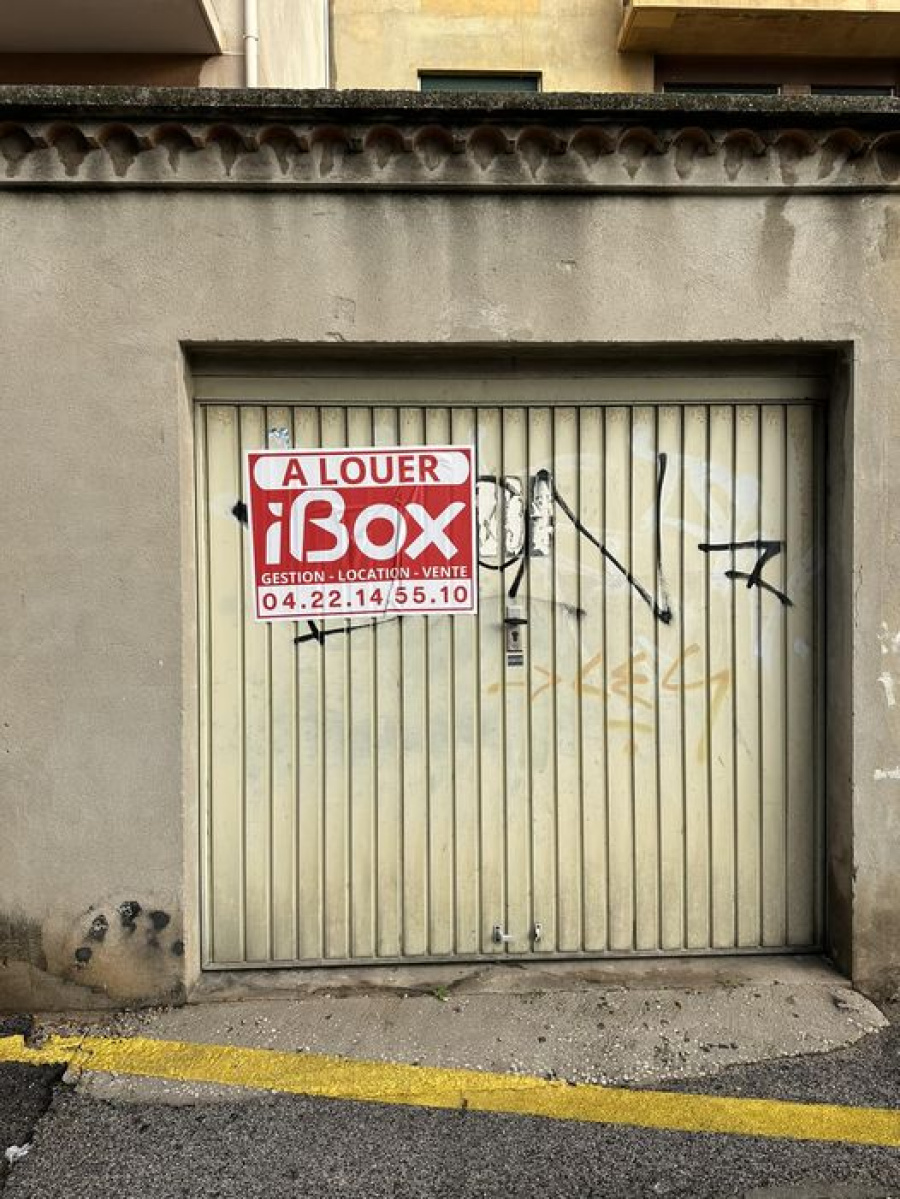 A LOUER
iBox
GESTION - LOCATION - VENTE
04.22.14 55.10